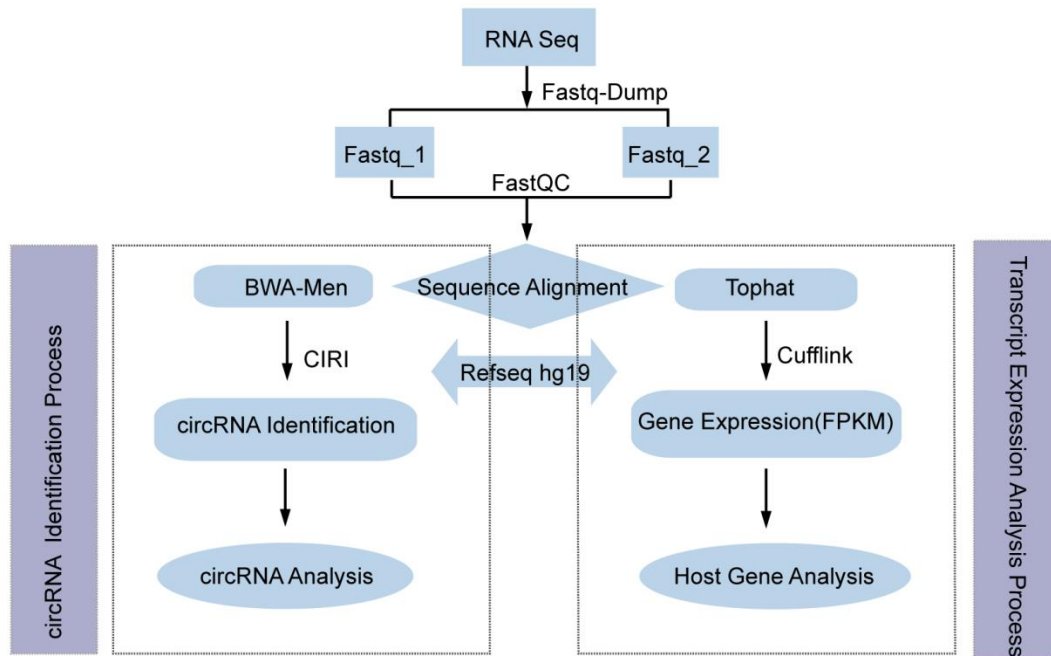 RNA Seq
Fastq-Dump
Fastq_1
Fastq_2
FastQC
circRNA Identification Process
BWA-Men
Sequence Alignment
Tophat
CIRI
Refseq hg19
Cufflink
circRNA Identification
Gene Expression(FPKM)
circRNA Analysis
Host Gene Analysis
Transcript Expression Analysis Process